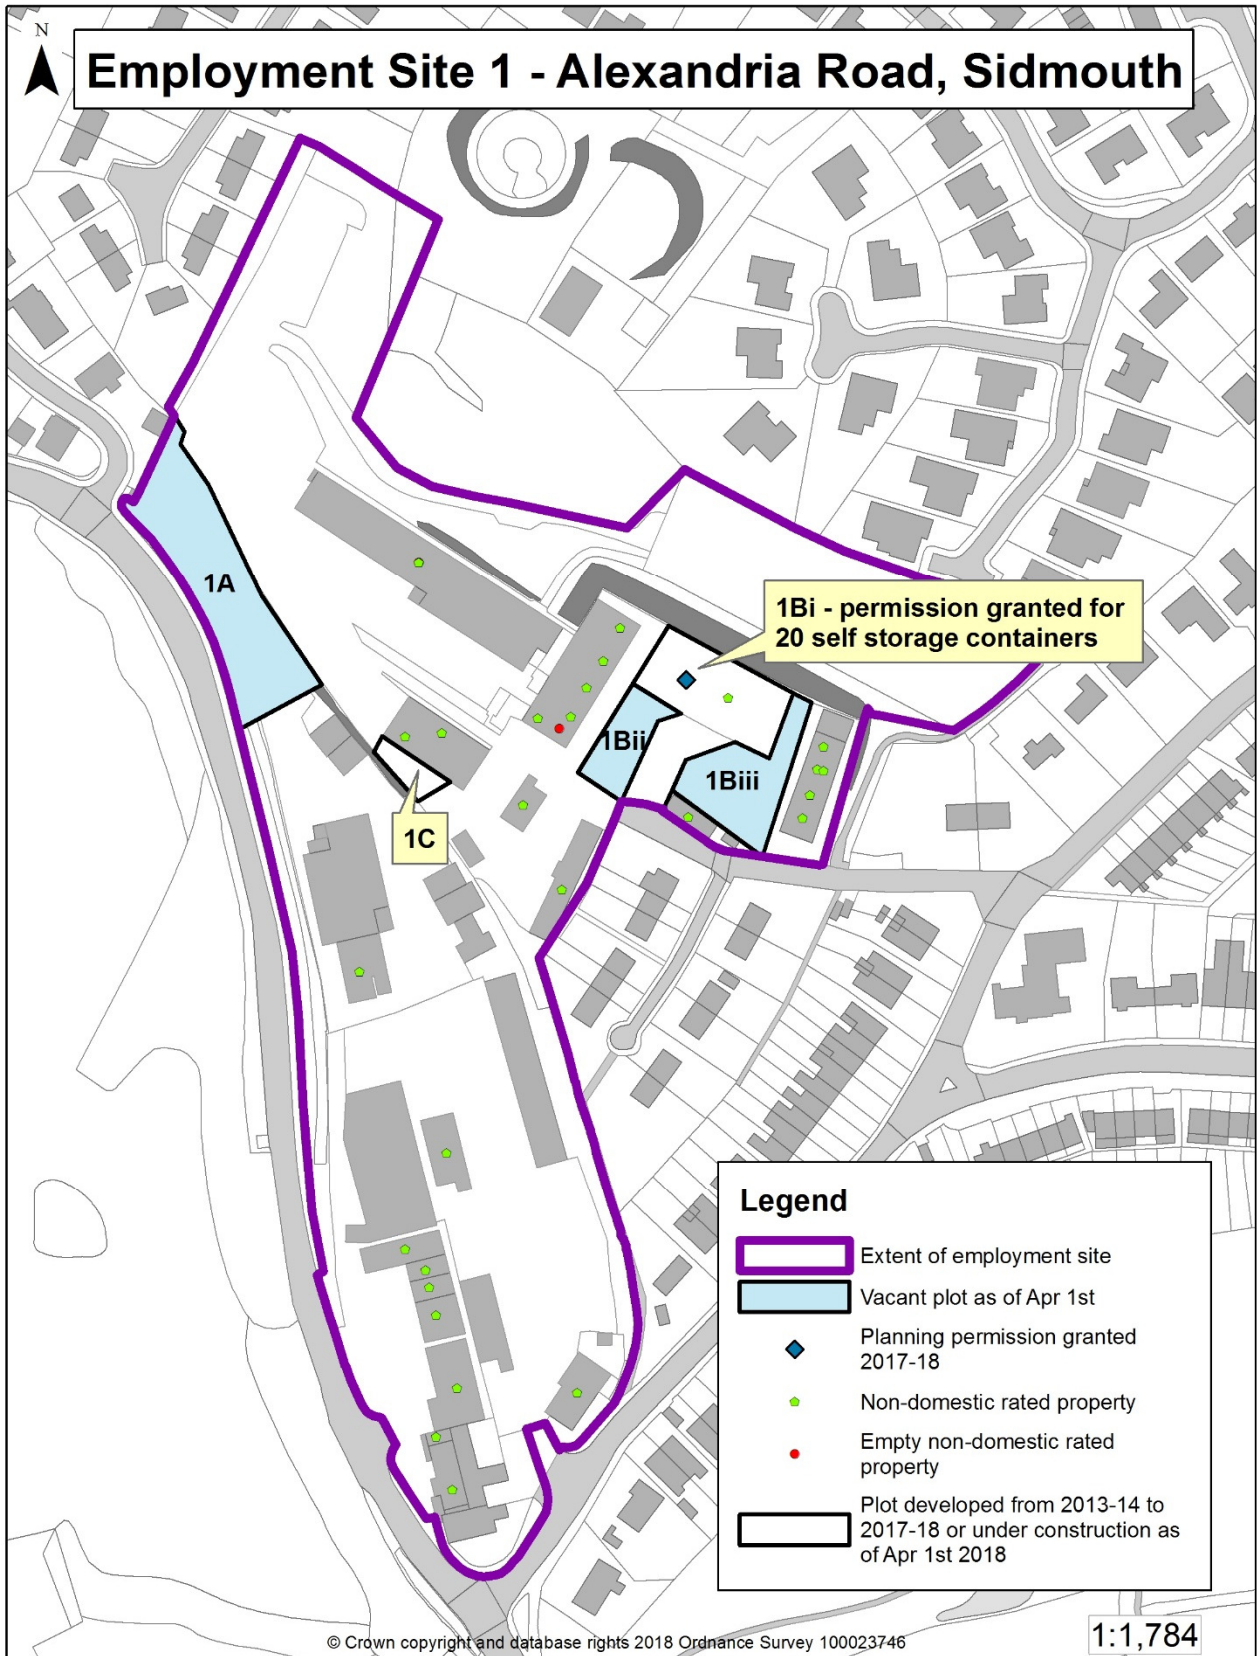 N
Employment Site 1 - Alexandria Road, Sidmouth
1A
1Bi - permission granted for
20 self storage containers
1Bii
1Biii
1C
Legend
Extent of employment site
Vacant plot as of Apr 1st
Planning permission granted
2017-18
Non-domestic rated property
Empty non-domestic rated
property
Plot developed from 2013-14 to
2017-18 or under construction as
of Apr 1st 2018
© Crown copyright and database rights 2018 Ordnance Survey 100023746
1:1,784